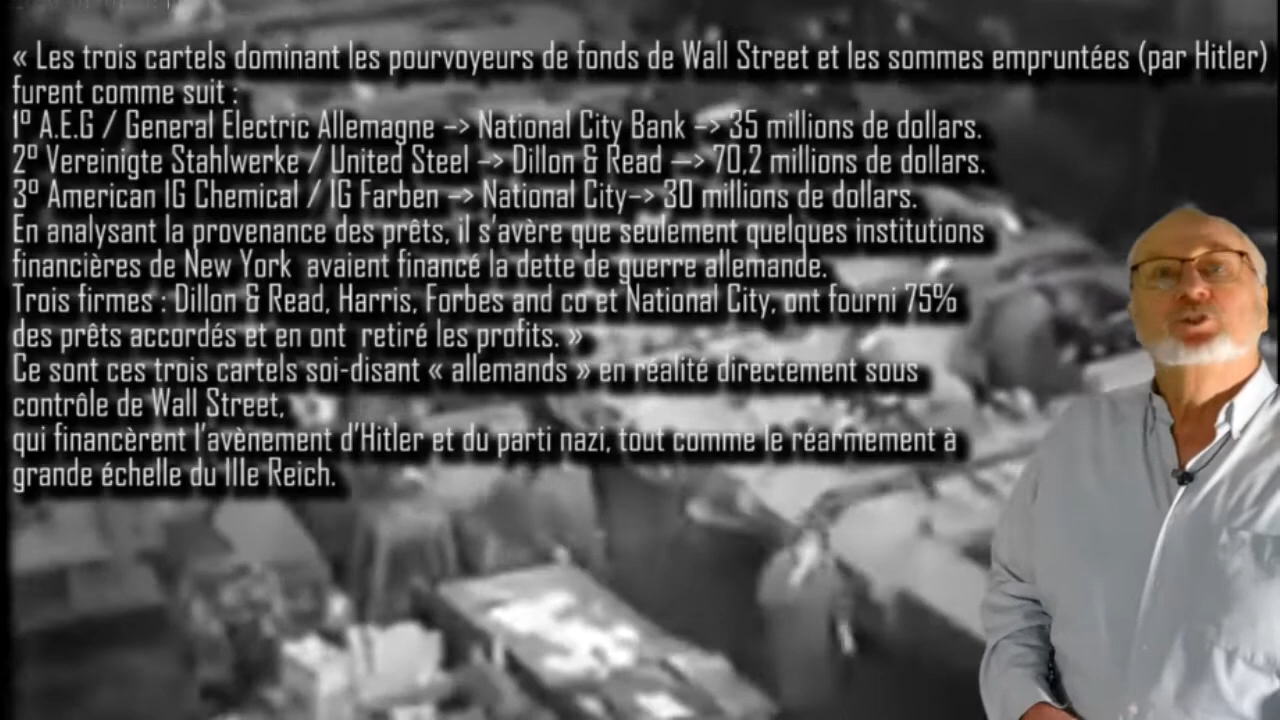 « Les trois cartels dominant les pourvoyeurs de fonds de Wall Street et les sommes empruntées (par Hitler)
furent comme suit :
1º A.E.G / General Electric Allemagne –> National City Bank –> 35 millions de dollars.
2º Vereinigte Stahlwerke / United Steel –> Dillon & Read —> 70,2 millions de dollars.
3º American IG Chemical / IG Farben –> National City–> 30 millions de dollars.
En analysant la provenance des prêts, il s'avère que seulement quelques institutions
financières de New York avaient financé la dette de guerre allemande.
Trois firmes : Dillon & Read, Harris, Forbes and co et National City, ont fourni 75%
des prêts accordés et en ont retiré les profits. »
Ce sont ces trois cartels soi-disant « allemands » en réalité directement sous
contrôle de Wall Street,
qui financèrent l'avènement d'Hitler et du parti nazi, tout comme le réarmement à
grande échelle du IIIe Reich.